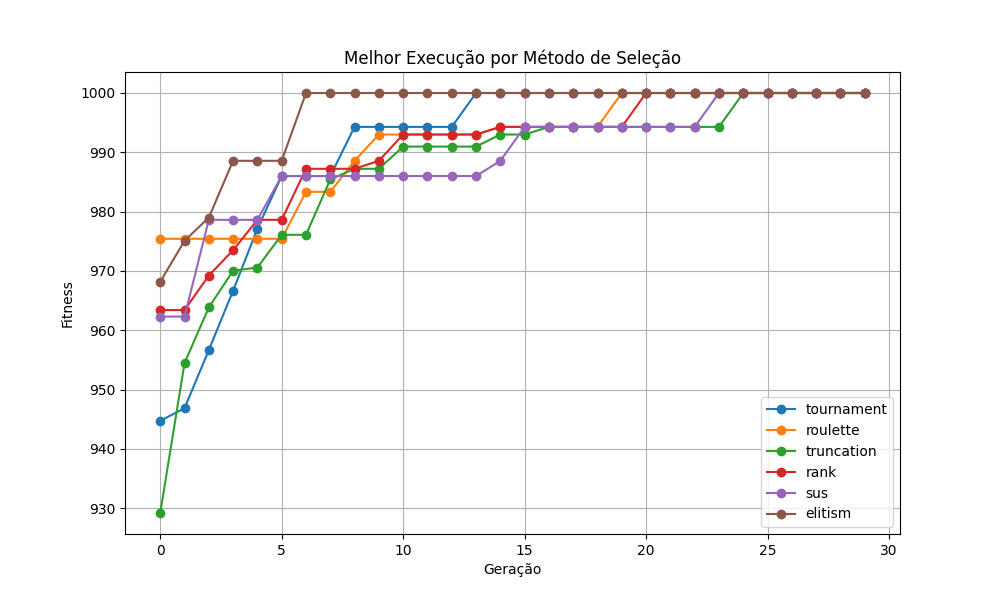 Melhor Execução por Método de Seleção
Fitness
1000
990
980
970
960
950
940
930
0 5 10 15 20 25 30
Geração
tournament
roulette
truncation
rank
sus
elitism